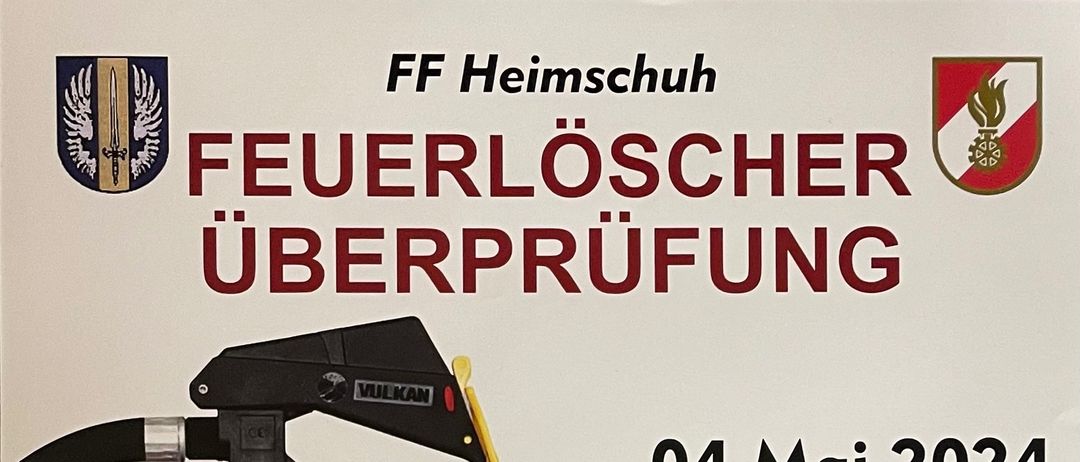 FF Heimschuh
FEUERLÖSCHER
ÜBERPRÜFUNG
VULKAN
04 Mai 2024